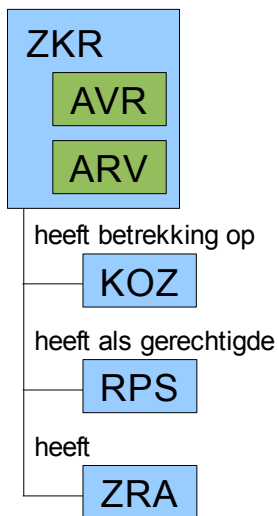 ZKR
AVR
ARV
heeft betrekking op
KOZ
heeft als gerechtigde
RPS
heeft
ZRA